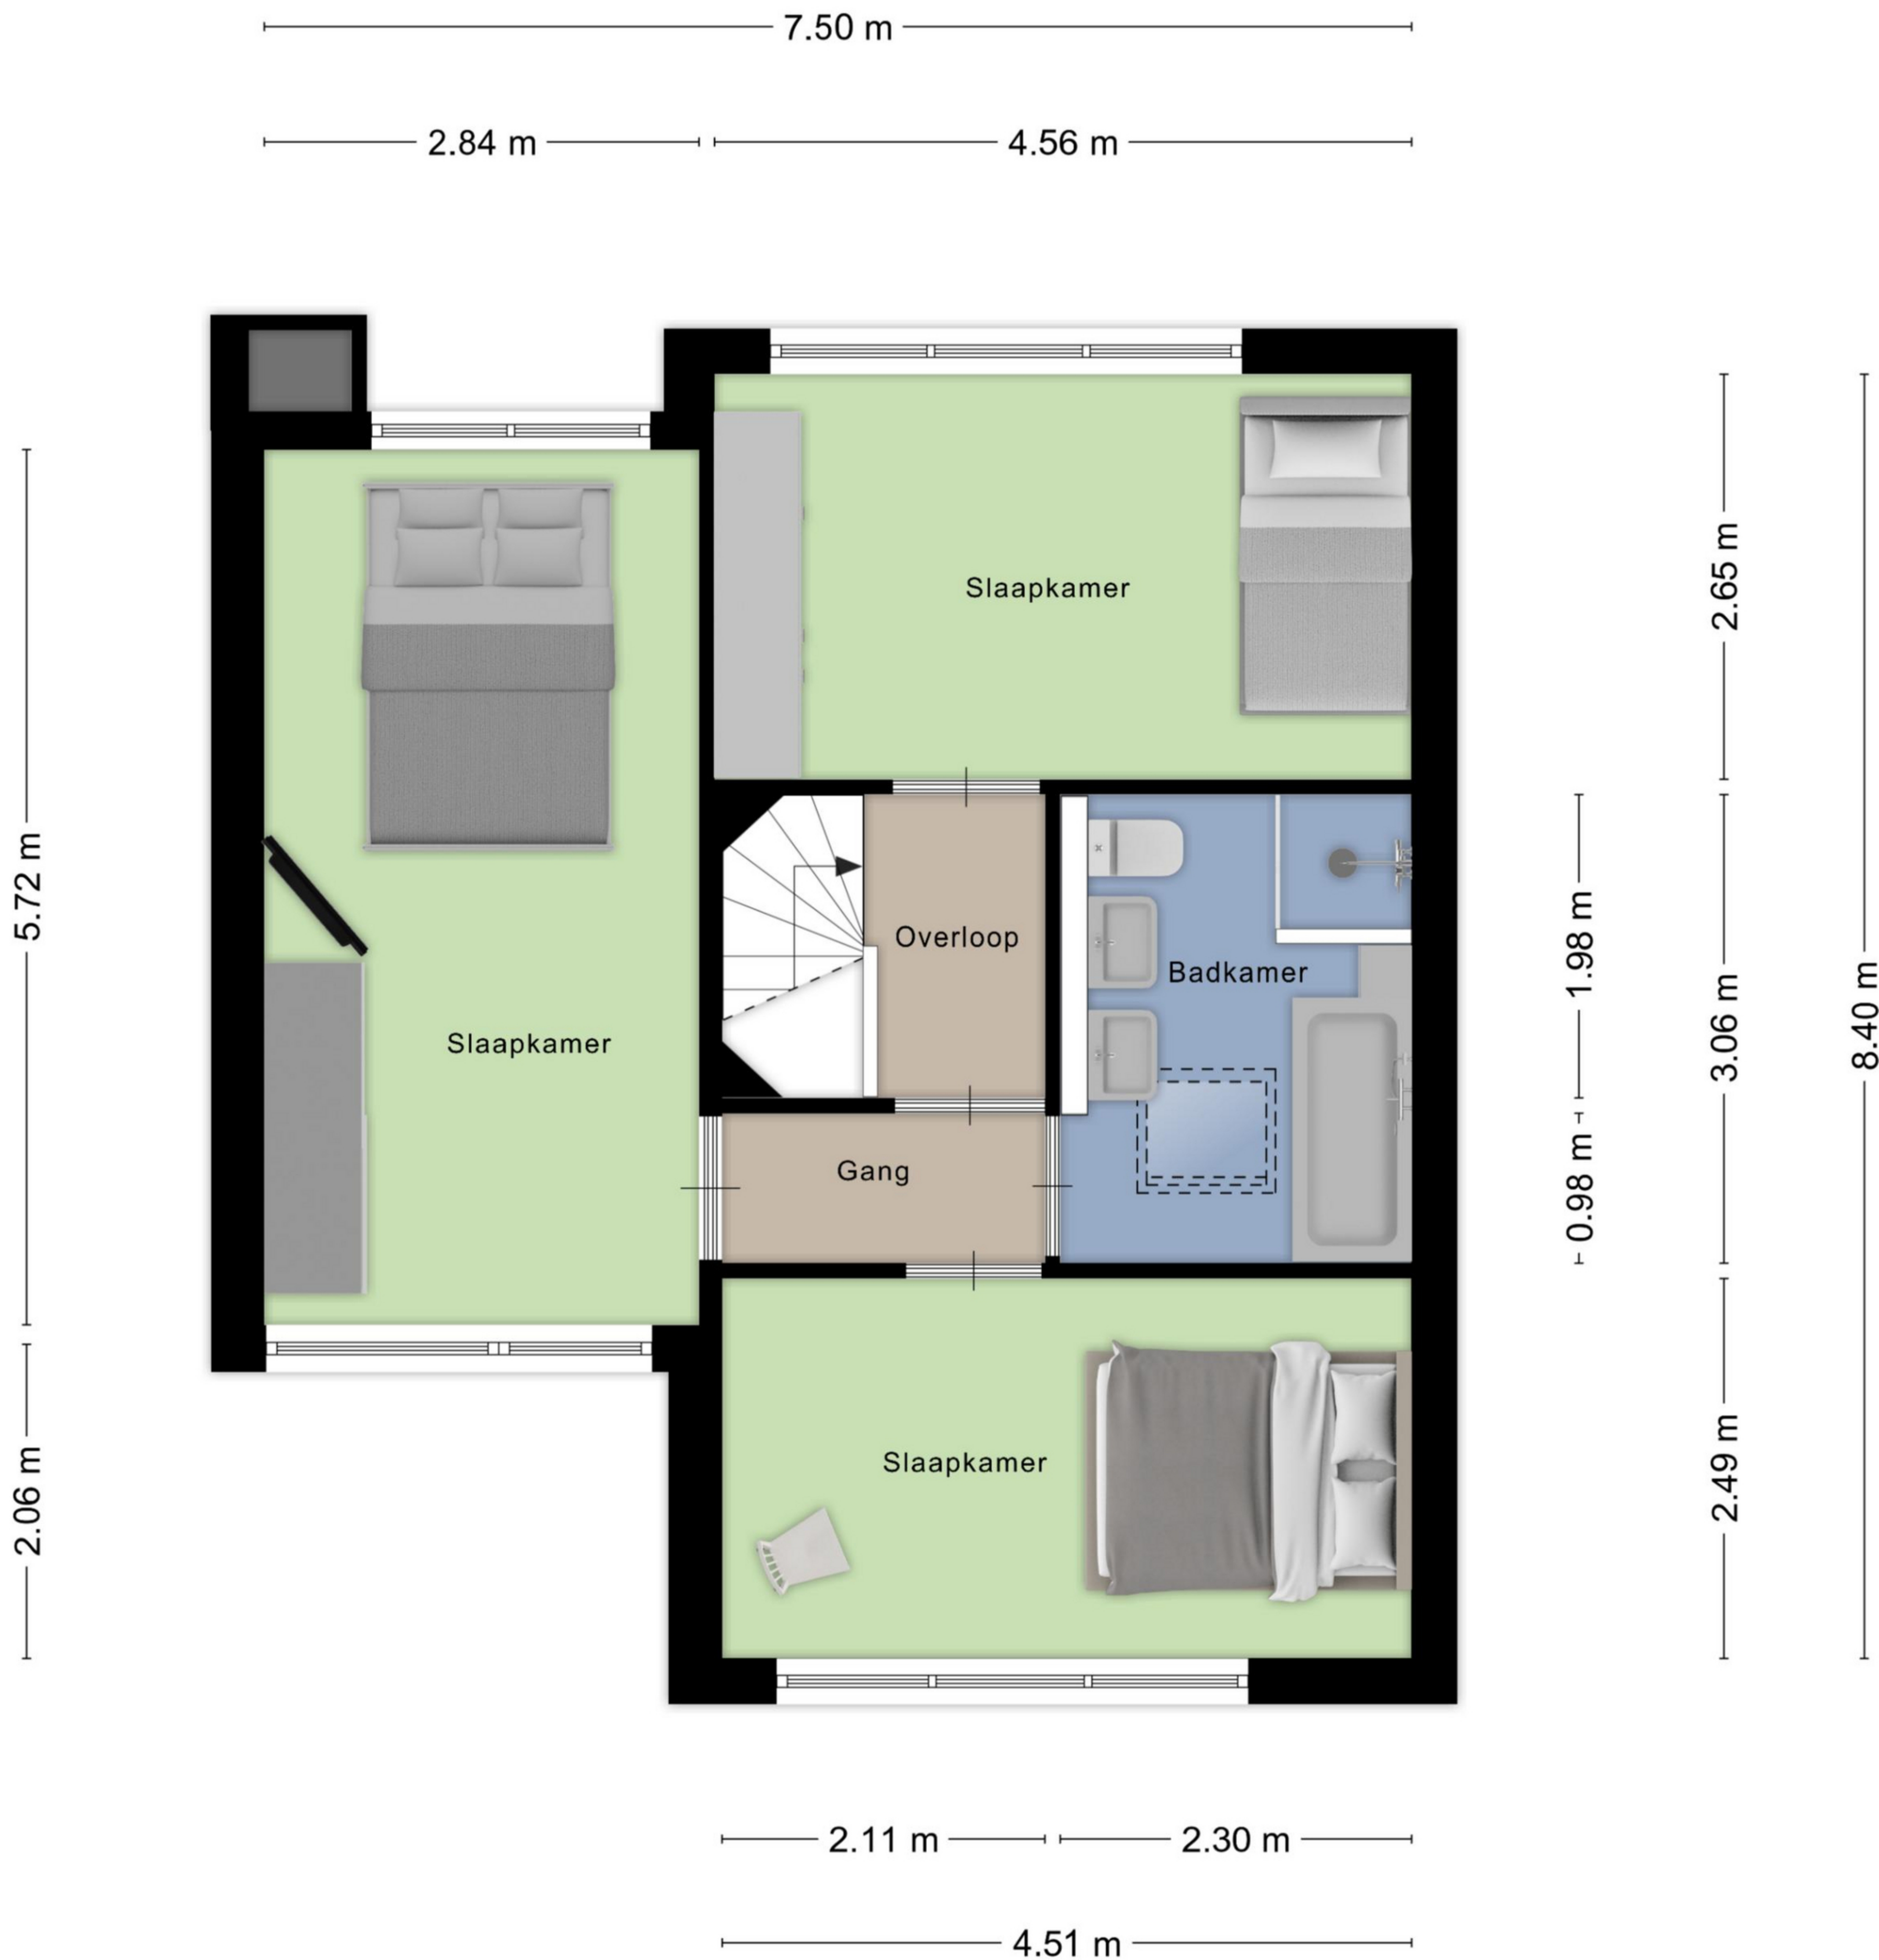 7.50 m
2.84 m
4.56 m
Slaapkamer
2.65 m
5.72 m
Overloop
Badkamer
1.98 m
3.06 m
8.40 m
Slaapkamer
Gang
0.98 m
Slaapkamer
2.49 m
2.06 m
2.11 m
2.30 m
4.51 m